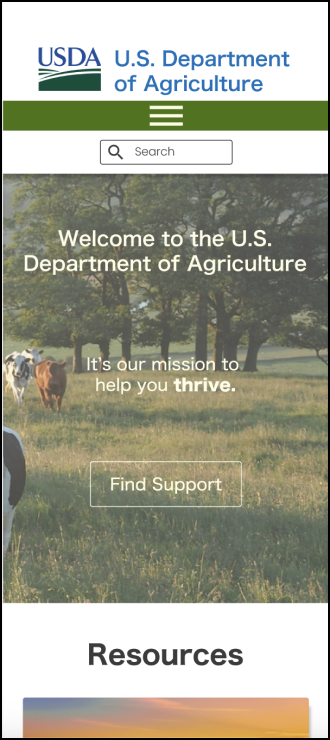 USDA
U.S. Department
of Agriculture
Search
Welcome to the U.S.
Department of Agriculture
It's our mission to
help you thrive.
Find Support
Resources